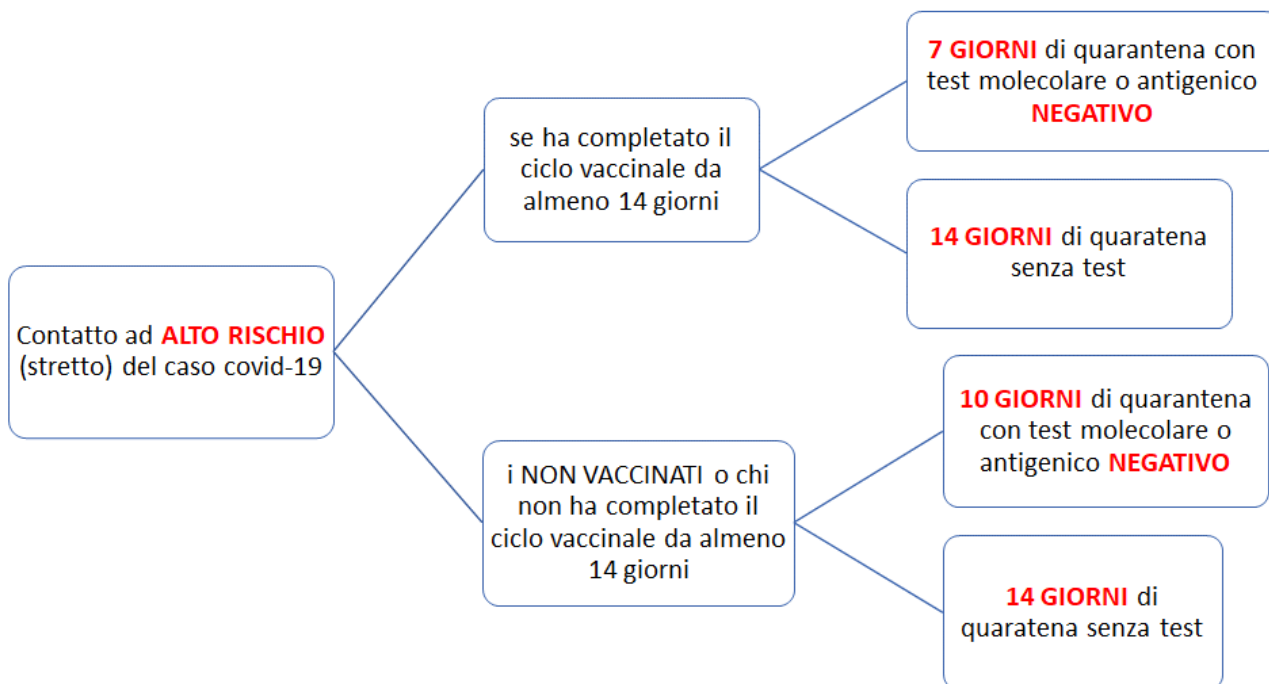 Contatto ad ALTO RISCHIO
(stretto) del caso covid-19
se ha completato il
ciclo vaccinale da
almeno 14 giorni
7 GIORNI di quarantena con
test molecolare o antigenico
NEGATIVO
14 GIORNI di quaratena
senza test
i NON VACCINATI o chi
non ha completato il
ciclo vaccinale da almeno
14 giorni
10 GIORNI di quarantena
con test molecolare o
antigenico NEGATIVO
14 GIORNI di
quaratena senza test